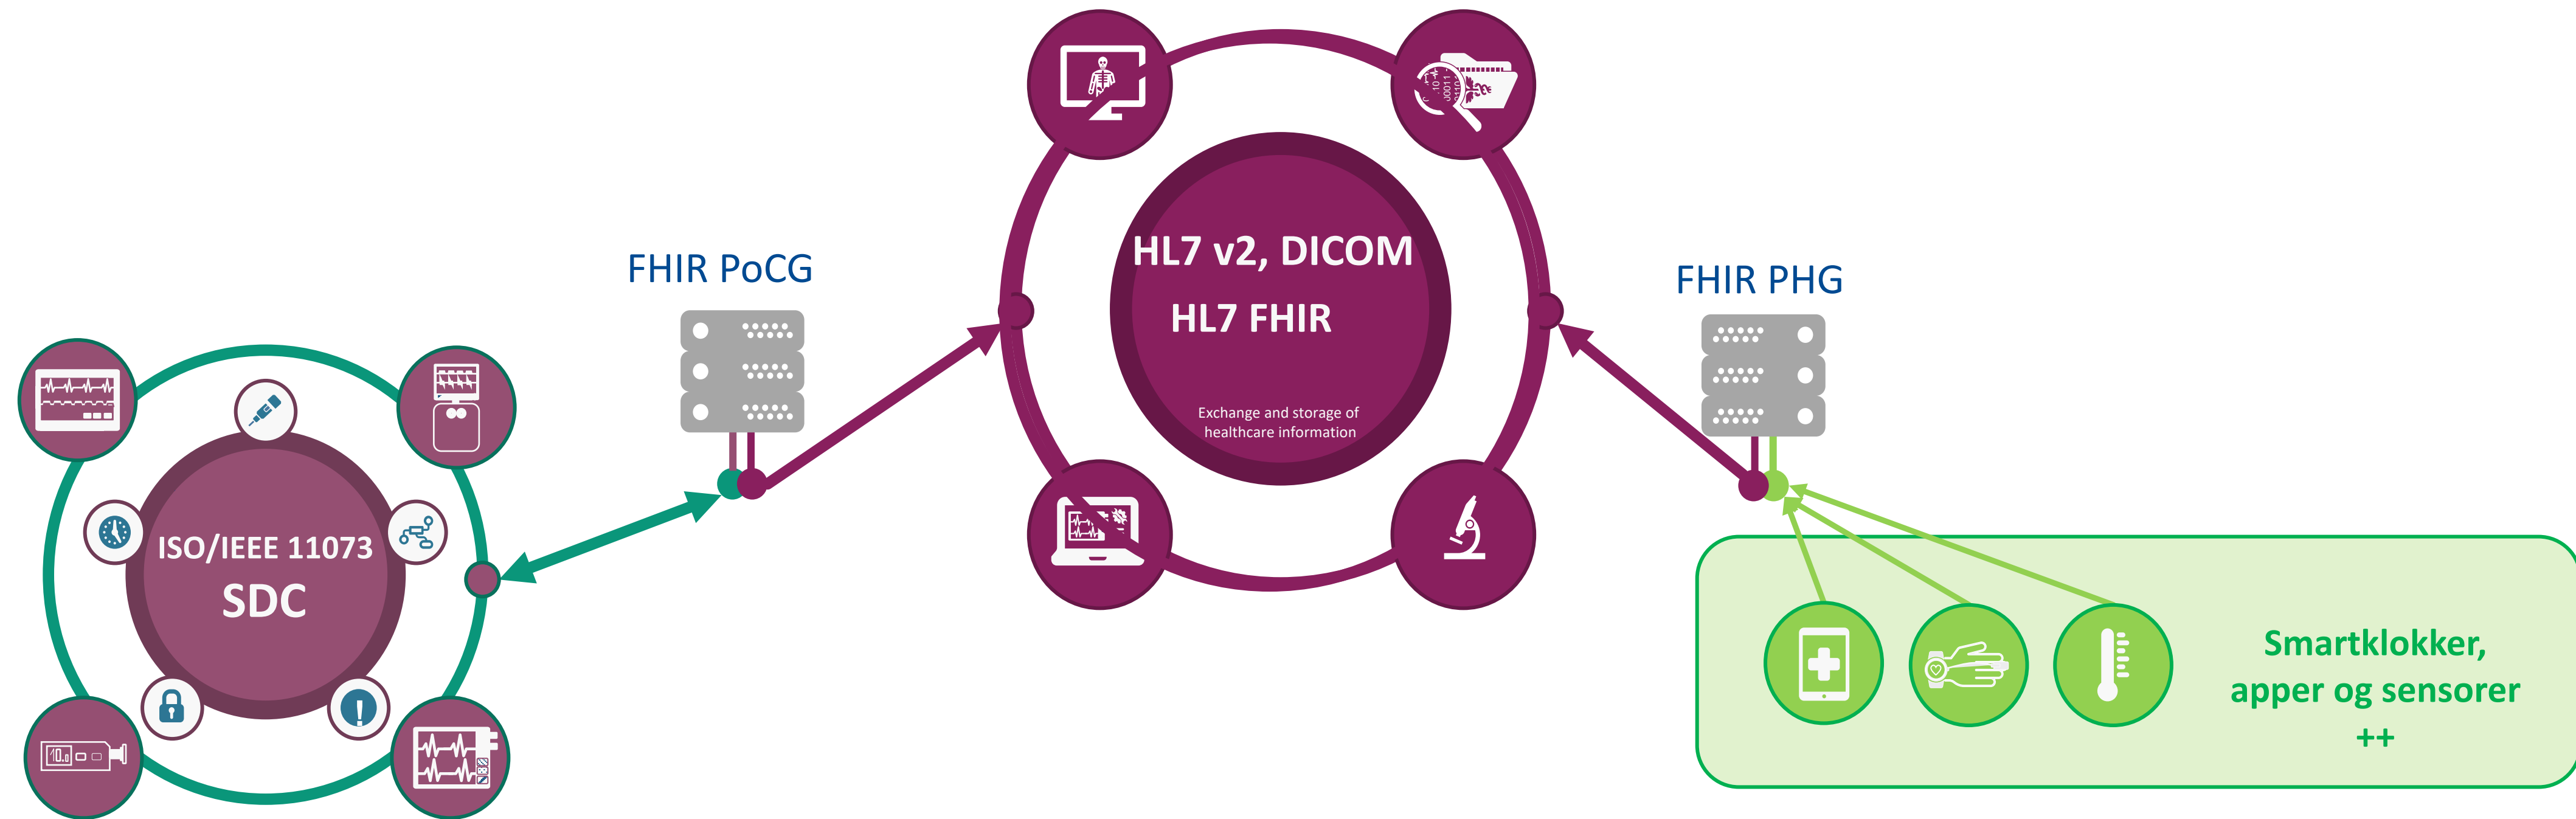 FHIR PoCG
HL7 v2, DICOM
HL7 FHIR
Exchange and storage of
healthcare information
FHIR PHG
ISO/IEEE 11073
SDC
Smartklokker,
apper og sensorer
++